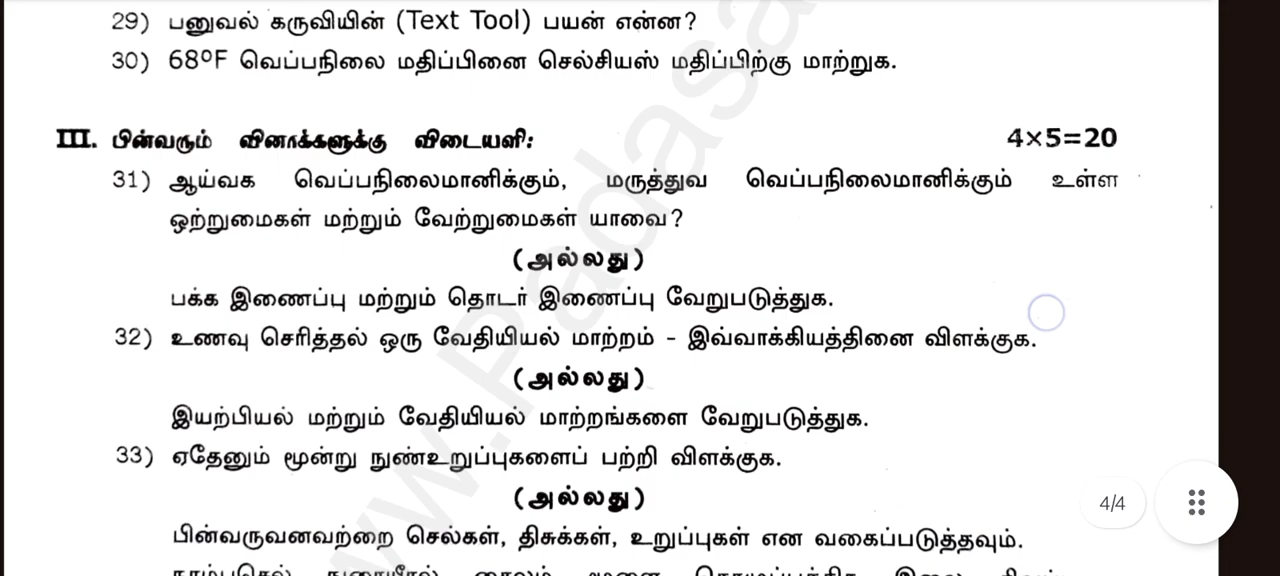 29) பனுவல் கருவியின் (Text Tool) பயன் என்ன?
30) 68⁰F வெப்பநிலை மதிப்பினை செல்சியஸ் மதிப்பிற்கு மாற்றுக.
III. பின்வரும் வினாக்களுக்கு விடையளி: 4×5=20
31) ஆய்வக வெப்பநிலைமானிக்கும், மருத்துவ வெப்பநிலைமானிக்கும் உள்ள
ஒற்றுமைகள் மற்றும் வேற்றுமைகள் யாவை?
(அல்லது)
பக்க இணைப்பு மற்றும் தொடர் இணைப்பு வேறுபடுத்துக.
32) உணவு செரித்தல் ஒரு வேதியியல் மாற்றம் - இவ்வாக்கியத்தினை விளக்குக.
(அல்லது)
இயற்பியல் மற்றும் வேதியியல் மாற்றங்களை வேறுபடுத்துக.
33) ஏதேனும் மூன்று நுண்உறுப்புகளைப் பற்றி விளக்குக.
(அல்லது)
4/4
பின்வருவனவற்றை செல்கள், திசுக்கள், உறுப்புகள் என வகைப்படுத்தவும்.